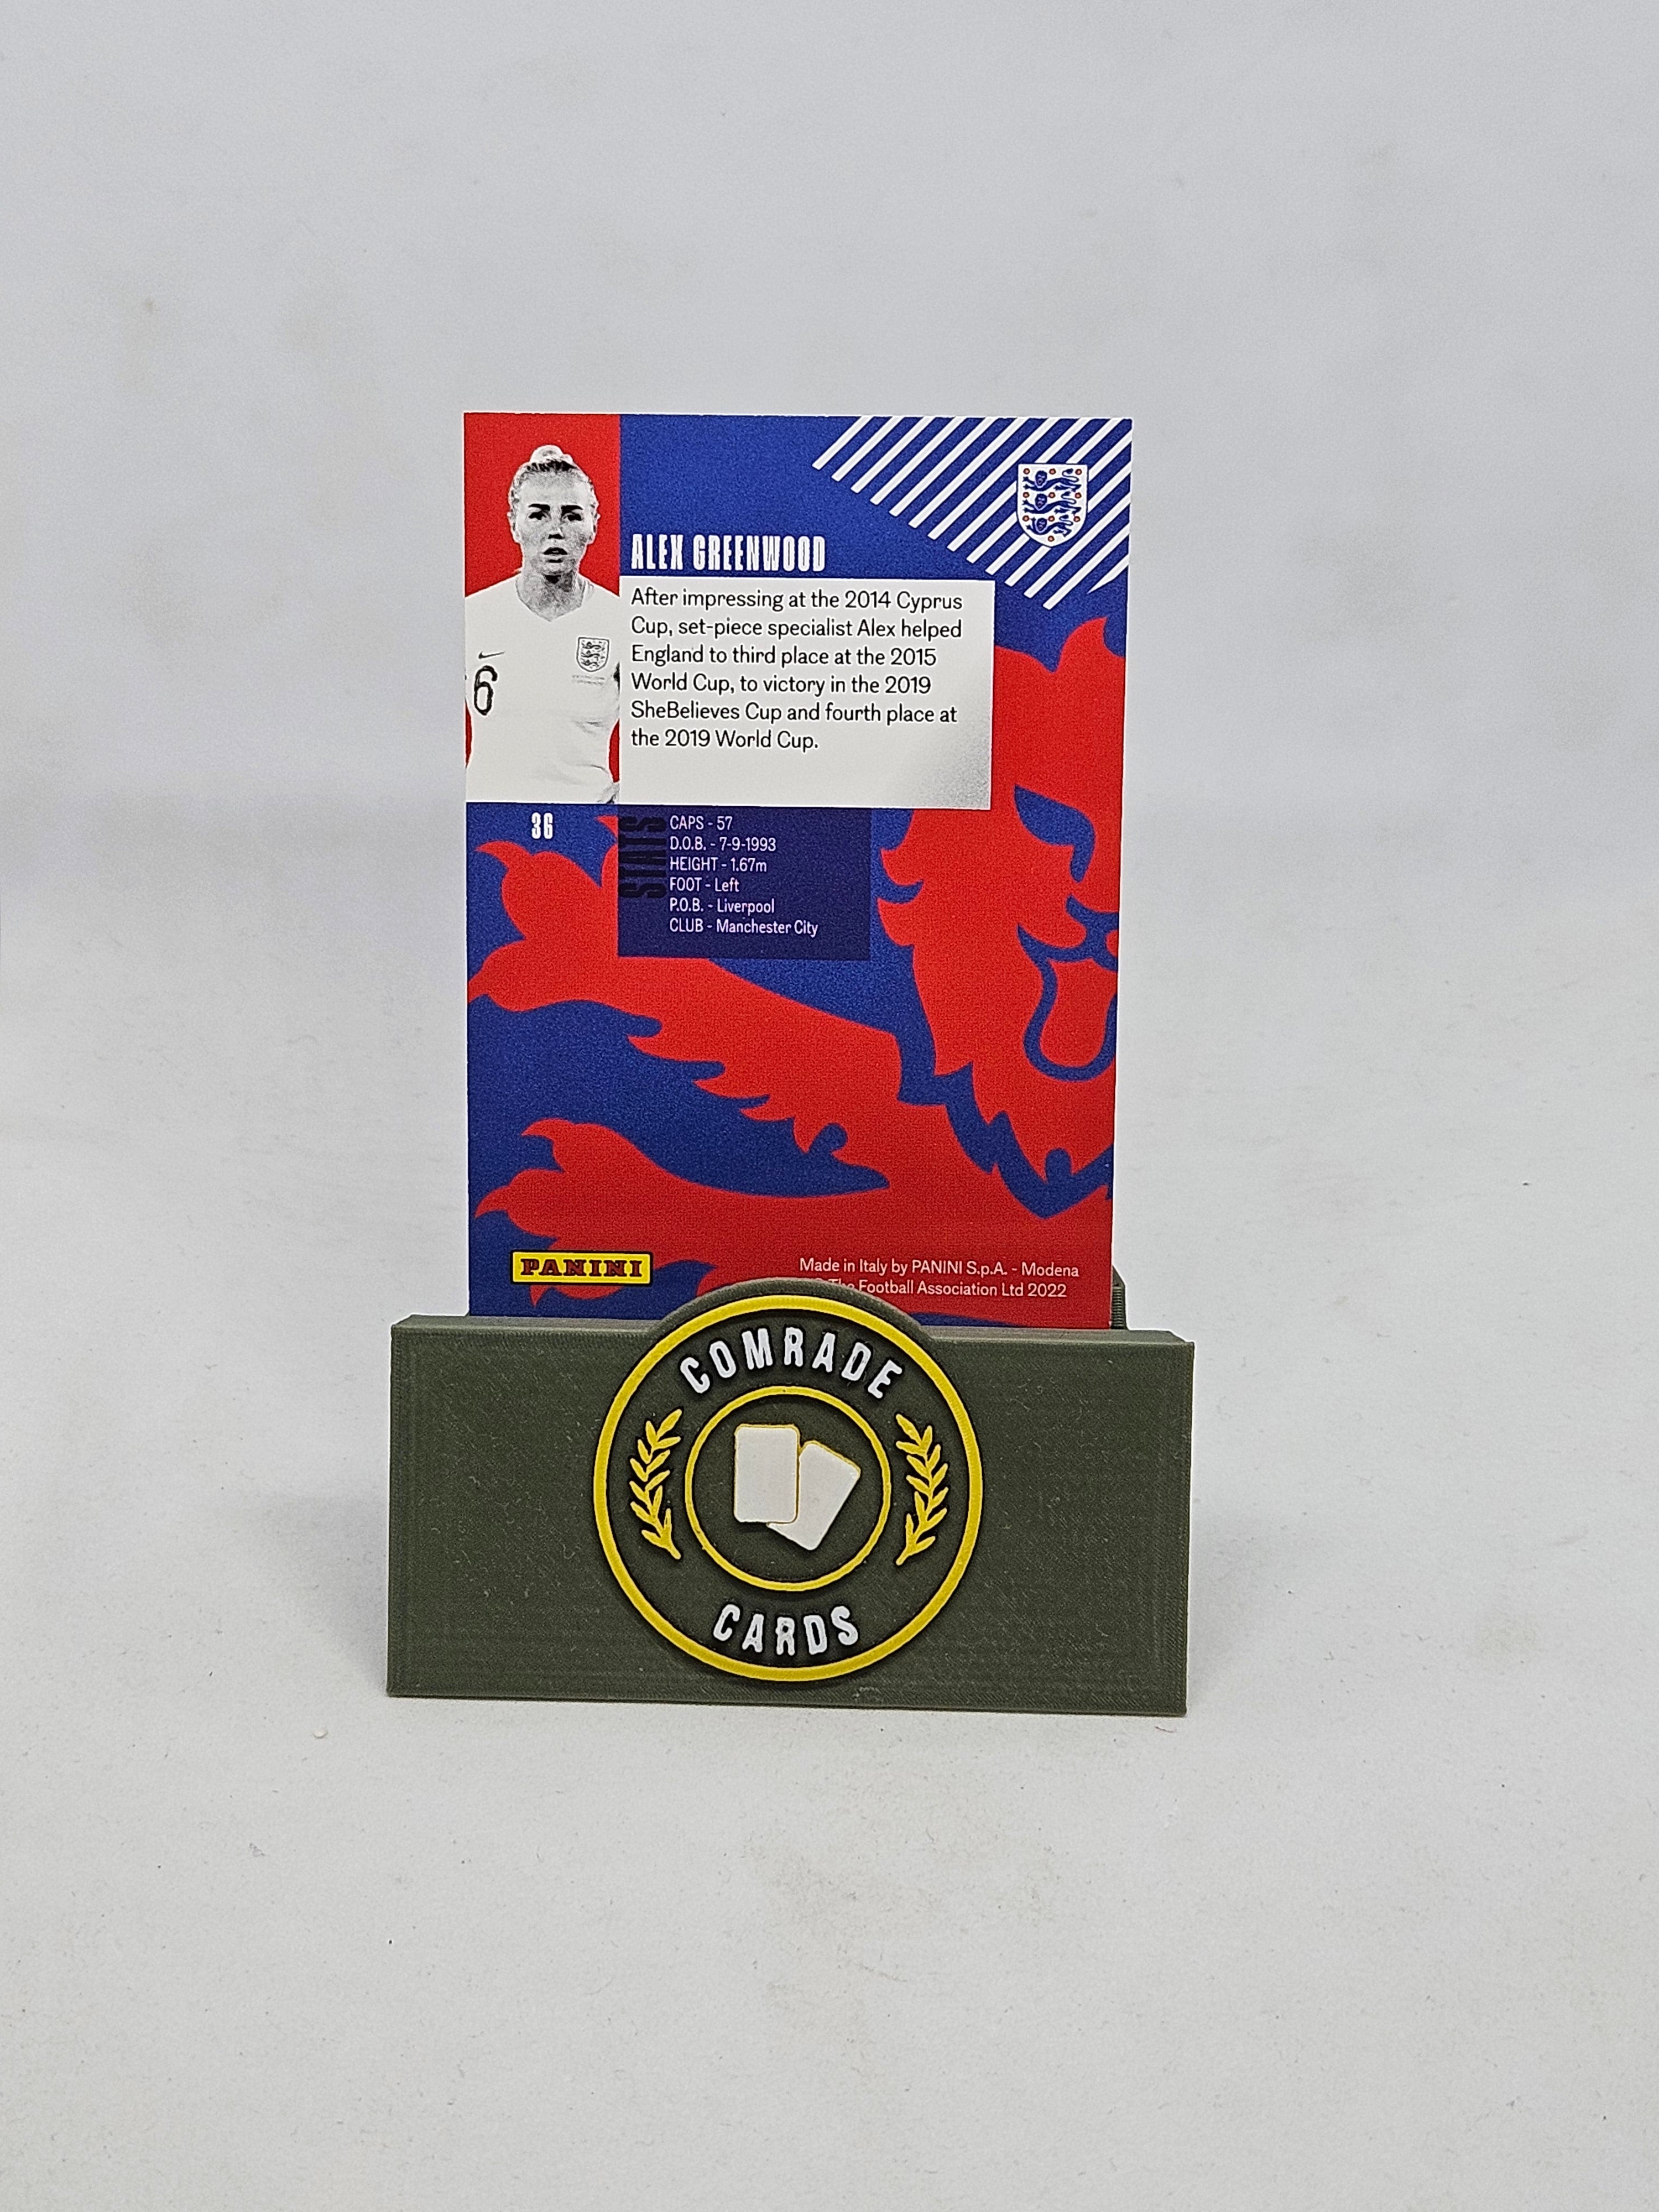 ALEX GREENWOOD
After impressing at the 2014 Cyprus
Cup, set-piece specialist Alex helped
England to third place at the 2015
World Cup, to victory in the 2019
SheBelieves Cup and fourth place at
the 2019 World Cup.
6
36
STATS
CAPS - 57
D.O.B. - 7-9-1993
HEIGHT - 1.67m
FOOT - Left
P.O.B. - Liverpool
CLUB - Manchester City
PANINI
Made in Italy by PANINI S.p.A. - Modena
The Football Association Ltd 2022
COMRADE
CARDS